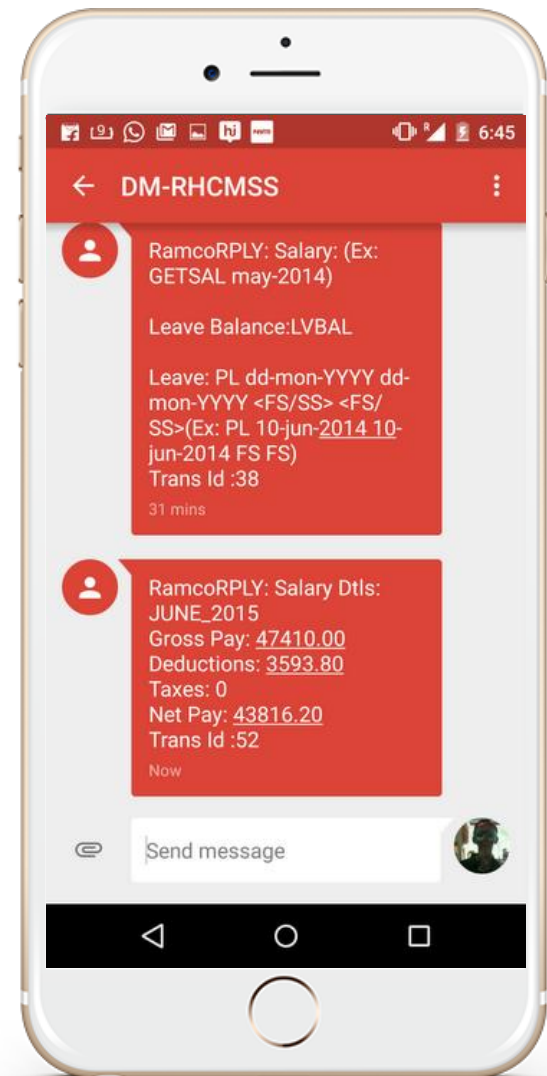 6:45
DM-RHCMSS
RamcoRPLY: Salary: (Ex:
GETSAL may-2014)
Leave Balance:LVBAL
Leave: PL dd-mon-YYYY dd-
mon-YYYY <FS/SS> <FS/
SS>(Ex: PL 10-jun-2014 10-
jun-2014 FS FS)
Trans Id :38
31 mins
RamcoRPLY: Salary Dtls:
JUNE_2015
Gross Pay: 47410.00
Deductions: 3593.80
Taxes: 0
Net Pay: 43816.20
Trans Id :52
Now
Send message